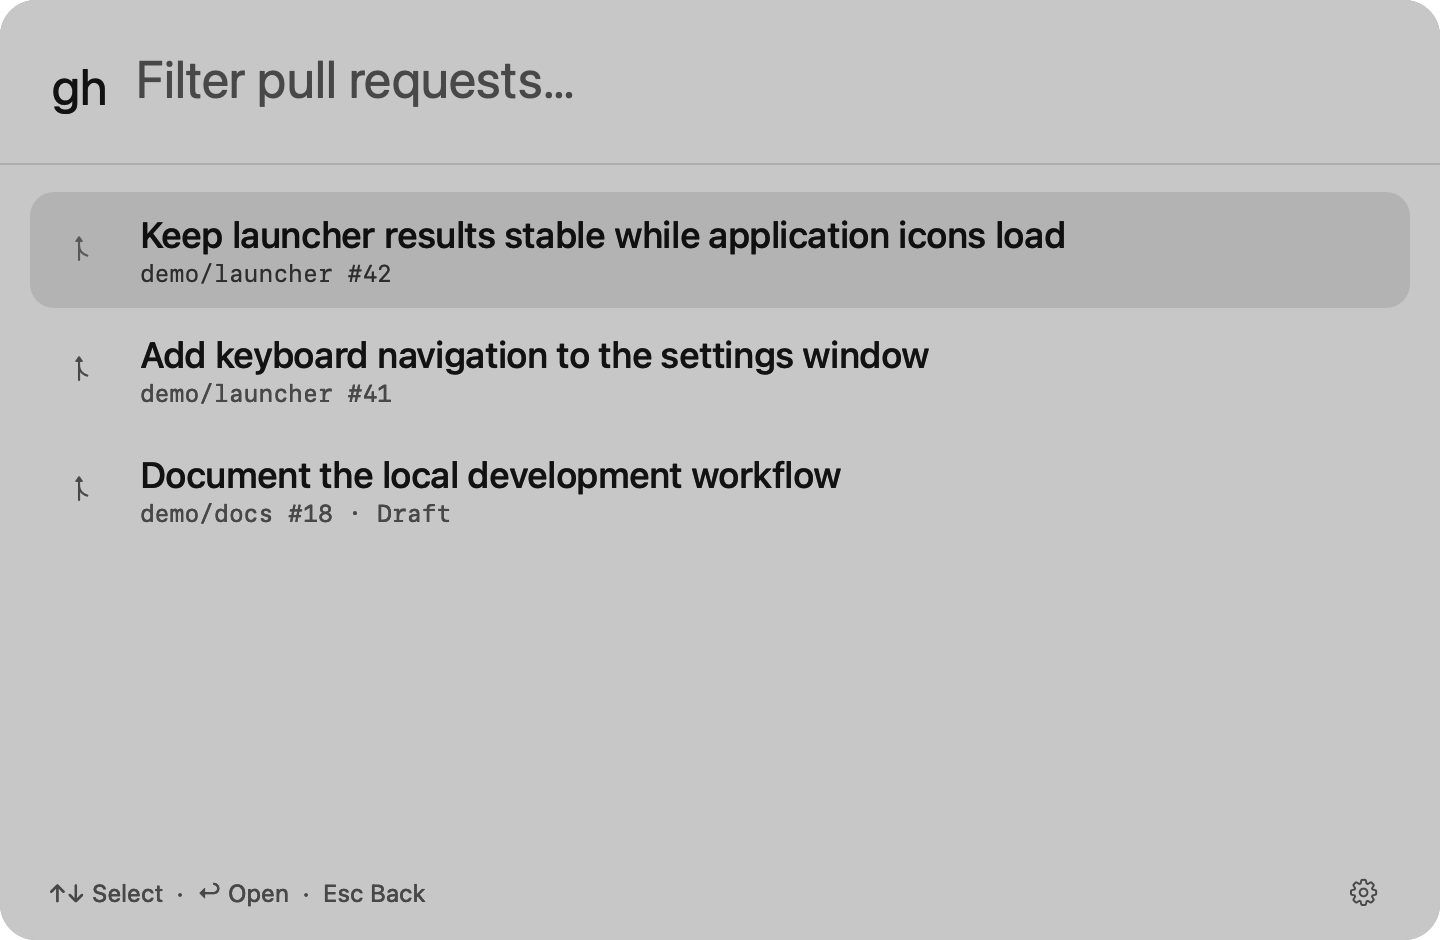 gh Filter pull requests…
Keep launcher results stable while application icons load
demo/launcher #42
Add keyboard navigation to the settings window
demo/launcher #41
Document the local development workflow
demo/docs #18 · Draft
↑↓ Select · ↩ Open · Esc Back